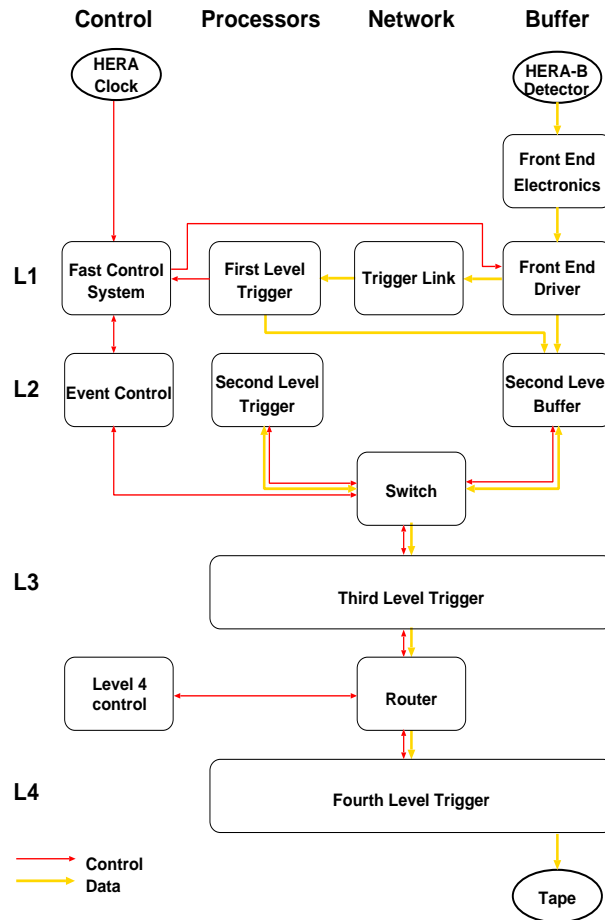 Control Processors Network Buffer
HERA
Clock
HERA-B
Detector
Front End
Electronics
L1
Fast Control
System
First Level
Trigger
Trigger Link
Front End
Driver
L2
Event Control
Second Level
Trigger
Second Level
Buffer
Switch
L3
Third Level Trigger
Level 4
control
Router
L4
Fourth Level Trigger
Control
Data
Tape